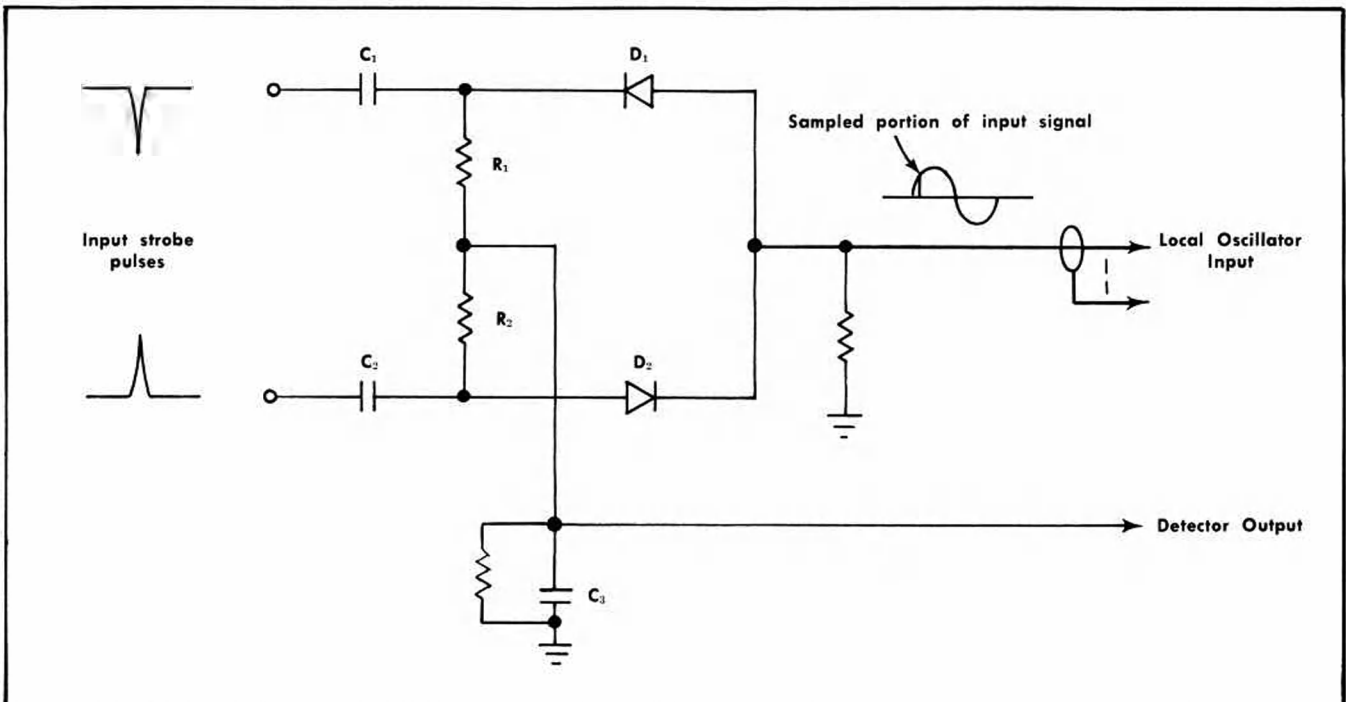 C₁
D₁
Sampled portion of input signal
R₁
Input strobe
pulses
Local Oscillator
Input
R₂
C₂
D₂
Detector Output
C₃